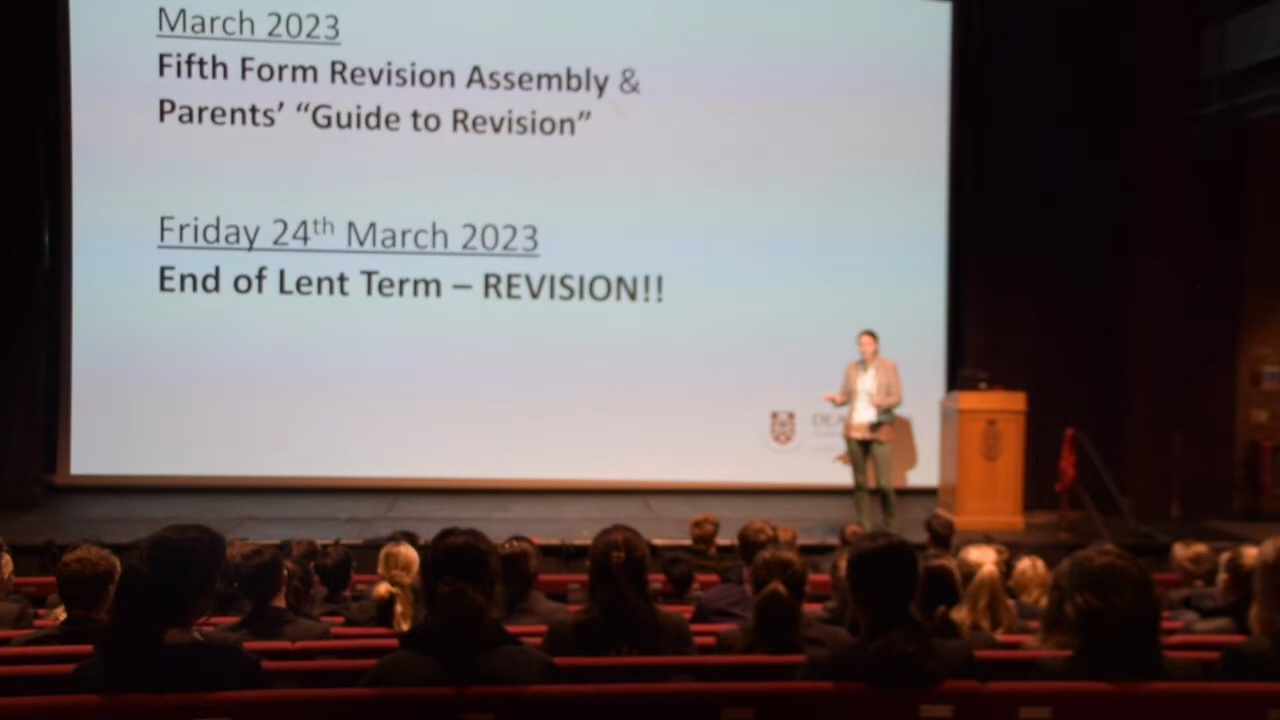 March 2023
Fifth Form Revision Assembly &
Parents’ “Guide to Revision”
Friday 24th March 2023
End of Lent Term – REVISION!!